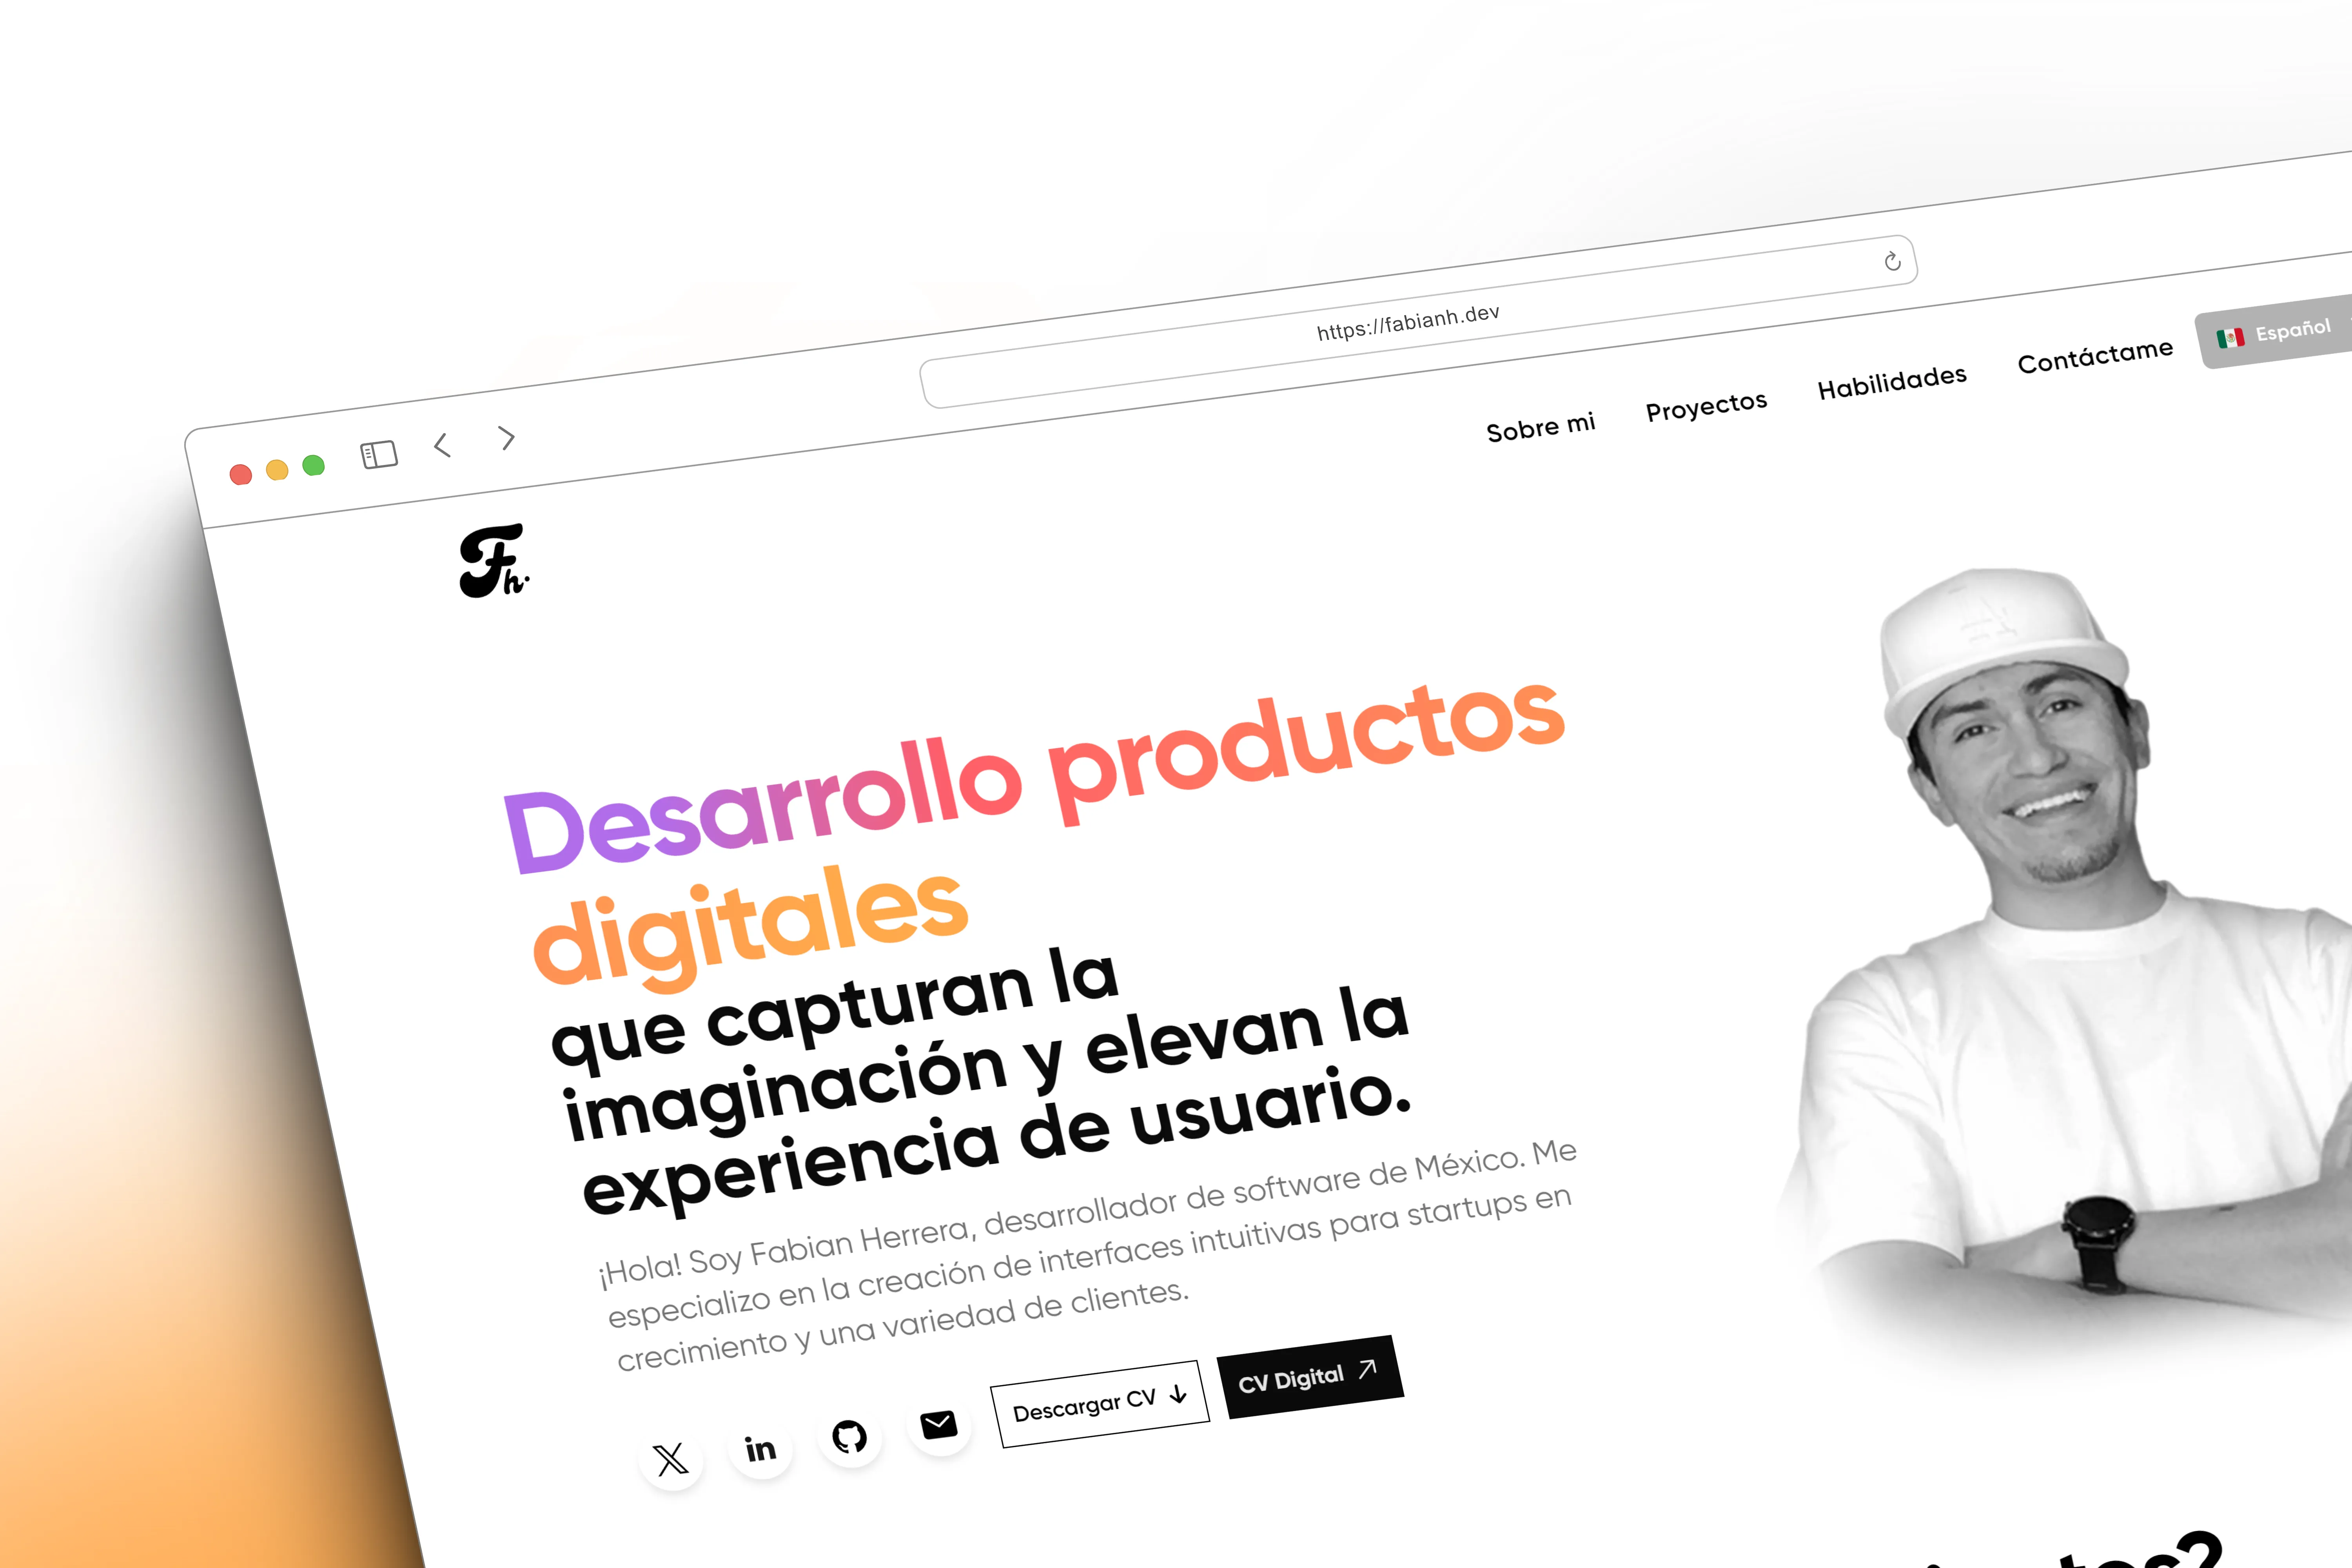 https://fabianh.dev
Sobre mi
Proyectos
Habilidades
Contáctame
Español
Fh.
Desarrollo productos
digitales
que capturan la
imaginación y elevan la
experiencia de usuario.
¡Hola! Soy Fabian Herrera, desarrollador de software de México. Me
especializo en la creación de interfaces intuitivas para startups en
crecimiento y una variedad de clientes.
X
in
Descargar CV
CV Digital